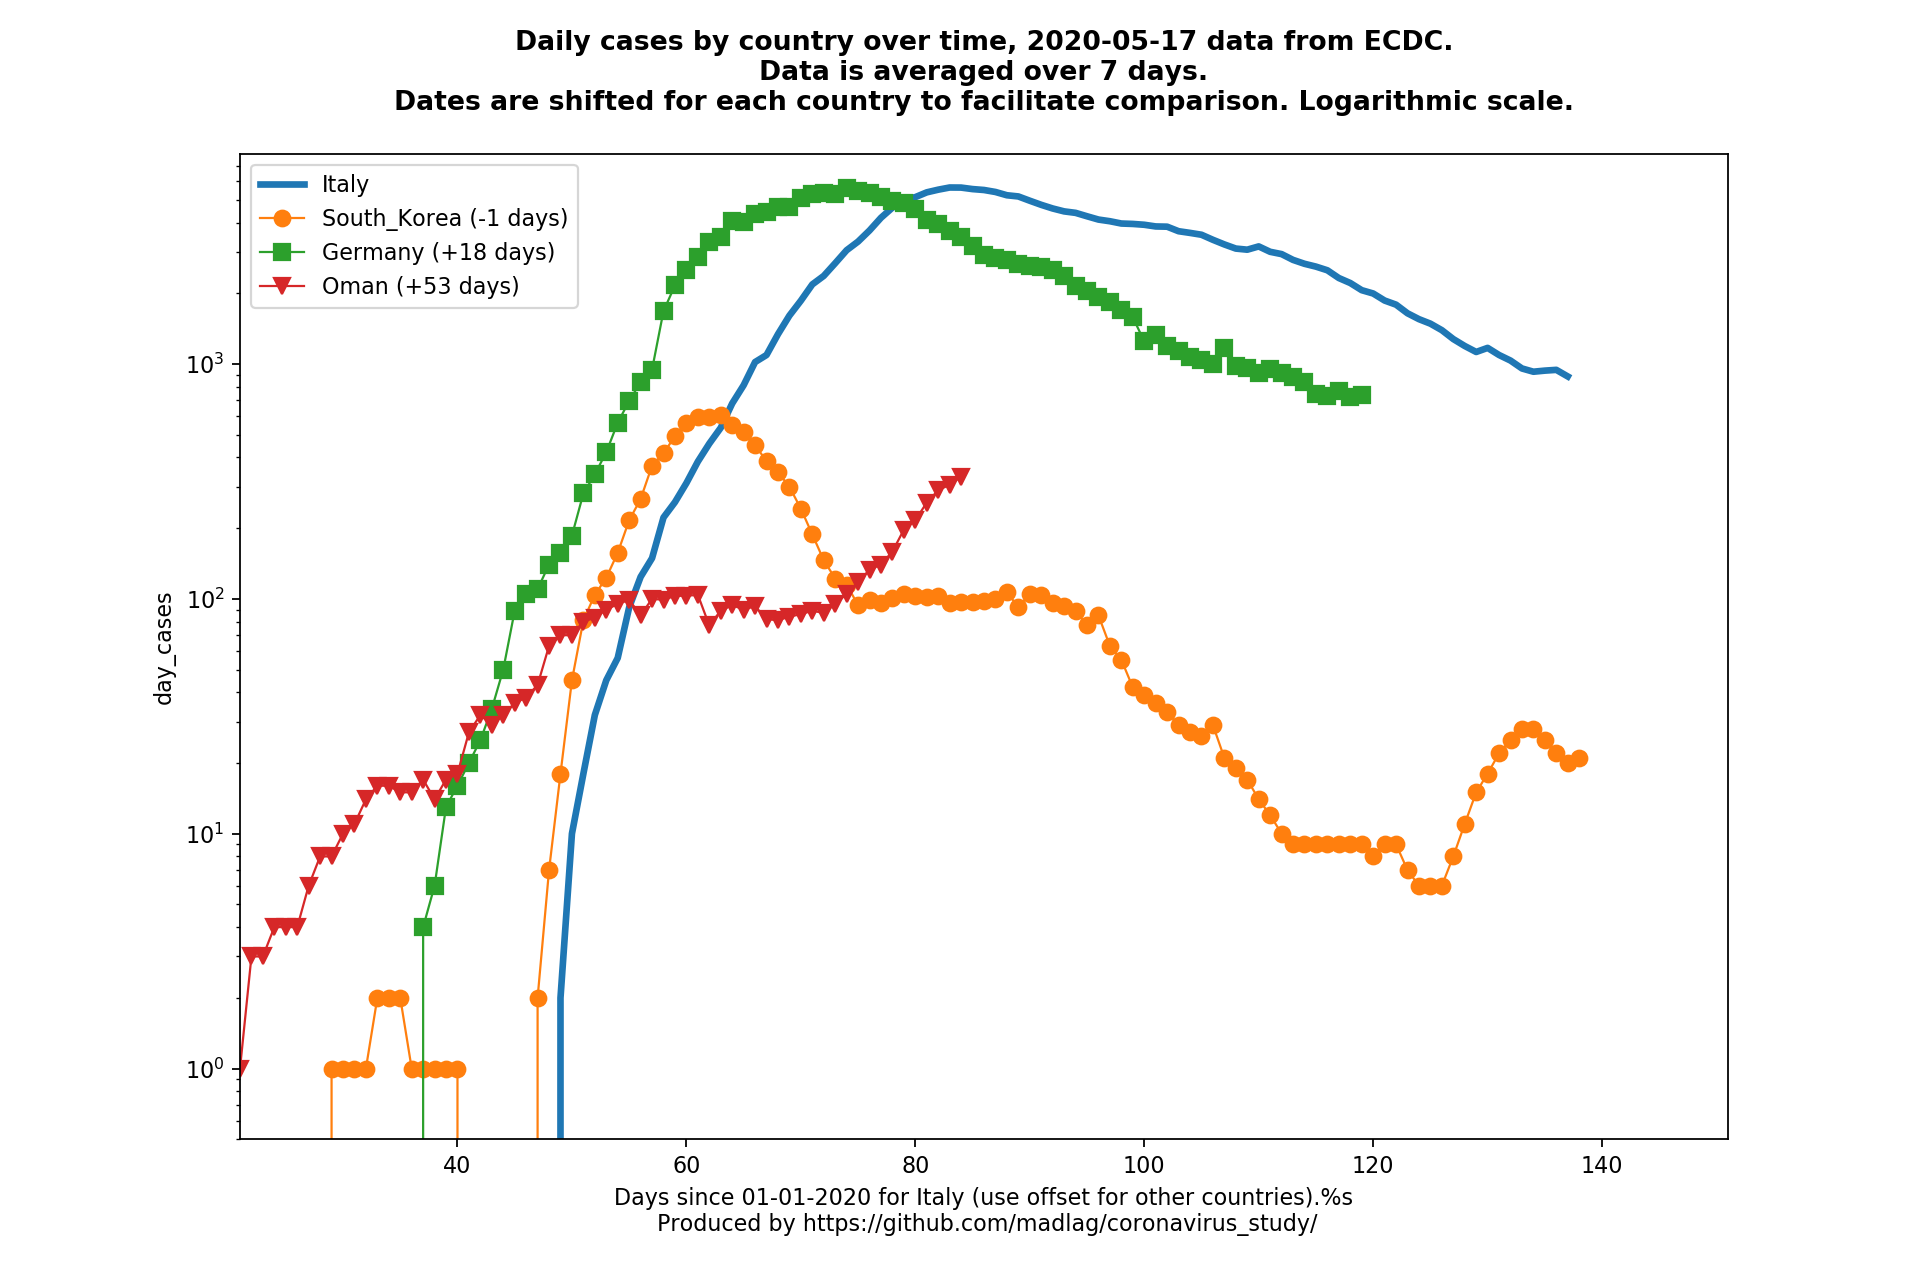 Daily cases by country over time, 2020-05-17 data from ECDC.
Data is averaged over 7 days.
Dates are shifted for each country to facilitate comparison. Logarithmic scale.
Italy
South_Korea (-1 days)
Germany (+18 days)
Oman (+53 days)
day_cases
10³
10²
10¹
10⁰
40 60 80 100 120 140
Days since 01-01-2020 for Italy (use offset for other countries).%s
Produced by https://github.com/madlag/coronavirus_study/